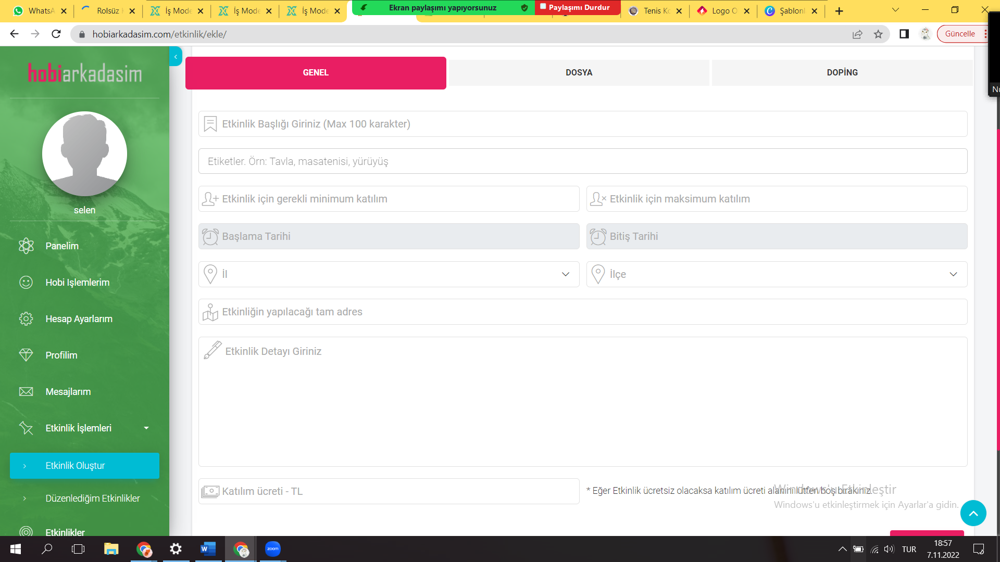 WhatsA
Rolsüz
İş Mode
İş Mode
İş Mode
Ekran paylaşımı yapıyorsunuz
Paylaşımı Durdur
Tenis Ko
Logo O
Şablonl
hobiarkadasim.com/etkinlik/ekle/
Güncelle
hobiarkadasim
GENEL
DOSYA
DOPİNG
Nu
Etkinlik Başlığı Giriniz (Max 100 karakter)
Etiketler. Örn: Tavla, masatenisi, yürüyüş
Etkinlik için gerekli minimum katılım
Etkinlik için maksimum katılım
selen
Başlama Tarihi
Bitiş Tarihi
Panelim
İl
İlçe
Hobi Işlemlerim
Etkinliğin yapılacağı tam adres
Hesap Ayarlarım
Etkinlik Detayı Giriniz
Profilim
Mesajlarım
Etkinlik İşlemleri
Etkinlik Oluştur
Düzenlediğim Etkinlikler
Katılım ücreti - TL
* Eğer Etkinlik ücretsiz olacaksa katılım ücreti alanını lütfen boş bırakınız.
Windows'u Etkinleştir
Windows'u etkinleştirmek için Ayarlar'a gidin.
Etkinlikler
zoom
TUR
18:57
7.11.2022